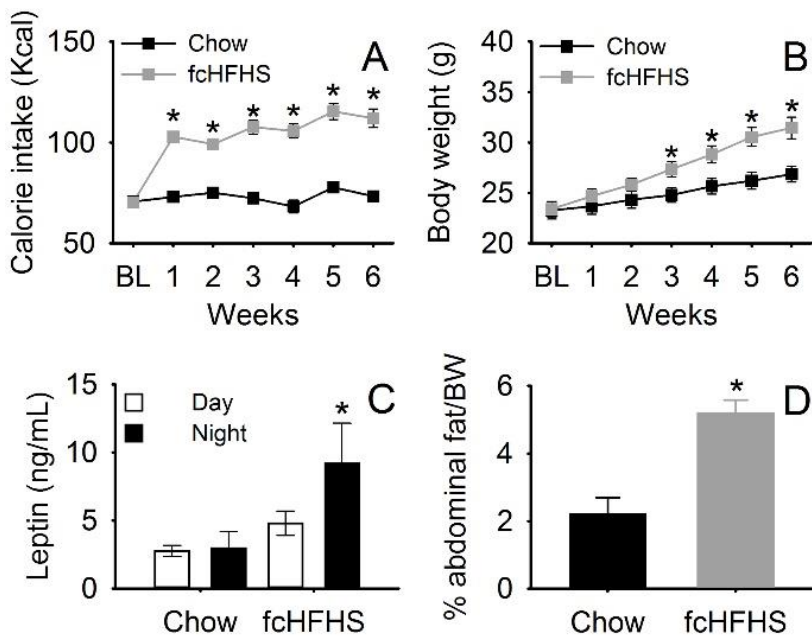 A
Calorie intake (Kcal)
150
100
50
Chow
fcHFHS
* * * * * *
BL 1 2 3 4 5 6
Weeks
B
Body weight (g)
40
35
30
25
20
Chow
fcHFHS
* * * *
BL 1 2 3 4 5 6
Weeks
C
Leptin (ng/mL)
15
10
5
0
Day
Night
*
Chow fcHFHS
D
% abdominal fat/BW
6
4
2
0
*
Chow fcHFHS